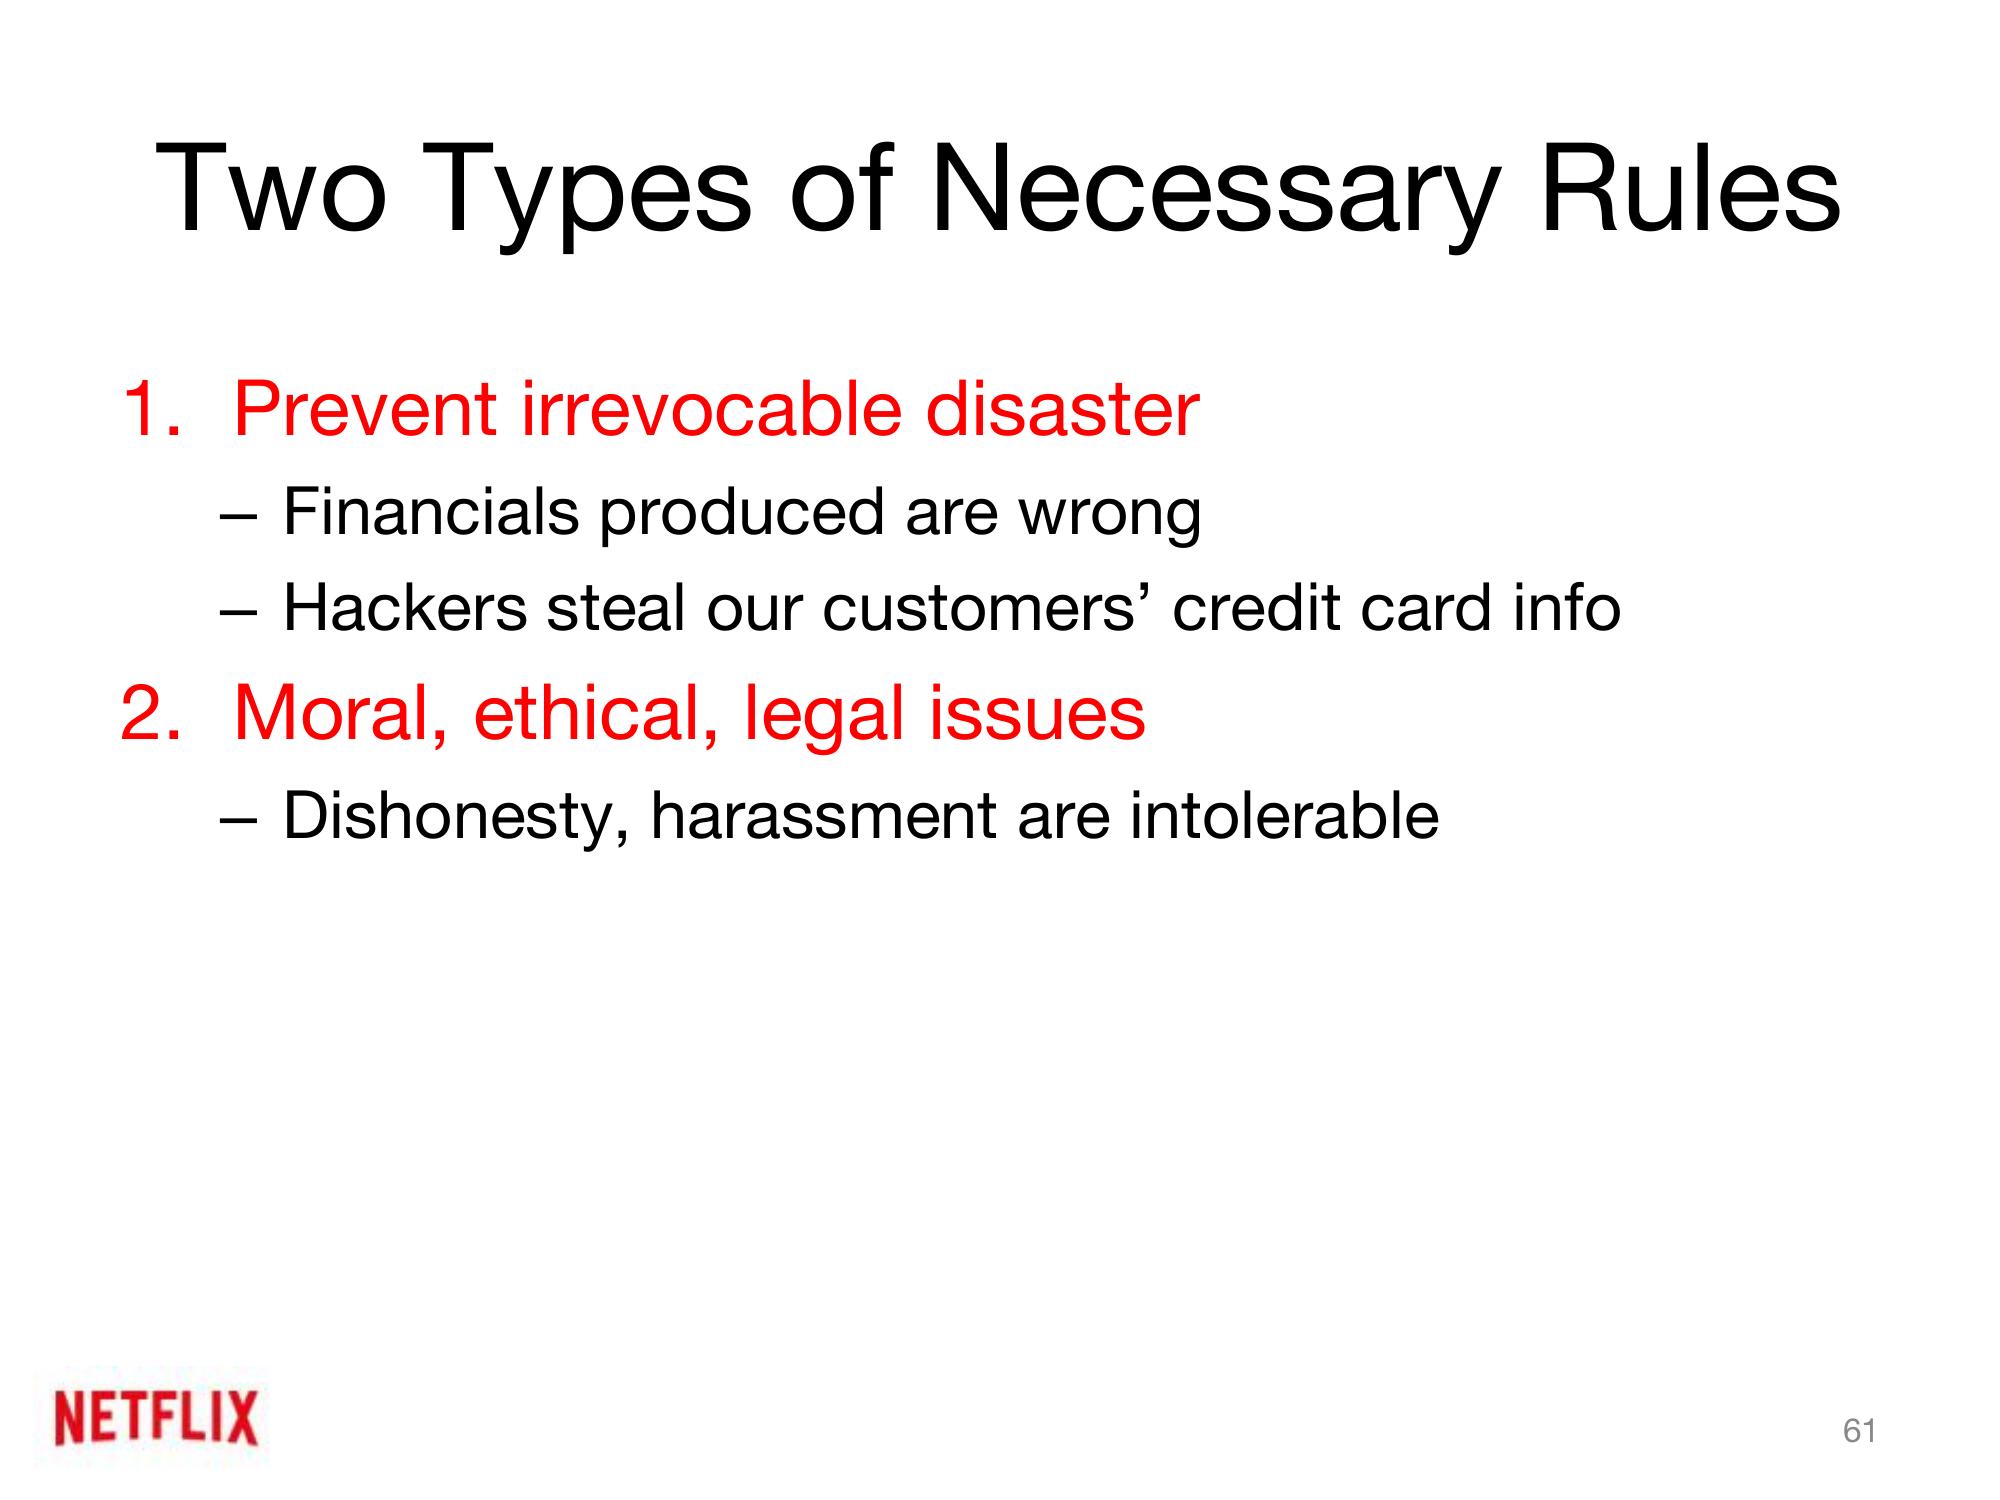 Two Types of Necessary Rules
1. Prevent irrevocable disaster
– Financials produced are wrong
– Hackers steal our customers’ credit card info
2. Moral, ethical, legal issues
– Dishonesty, harassment are intolerable
NETFLIX
61